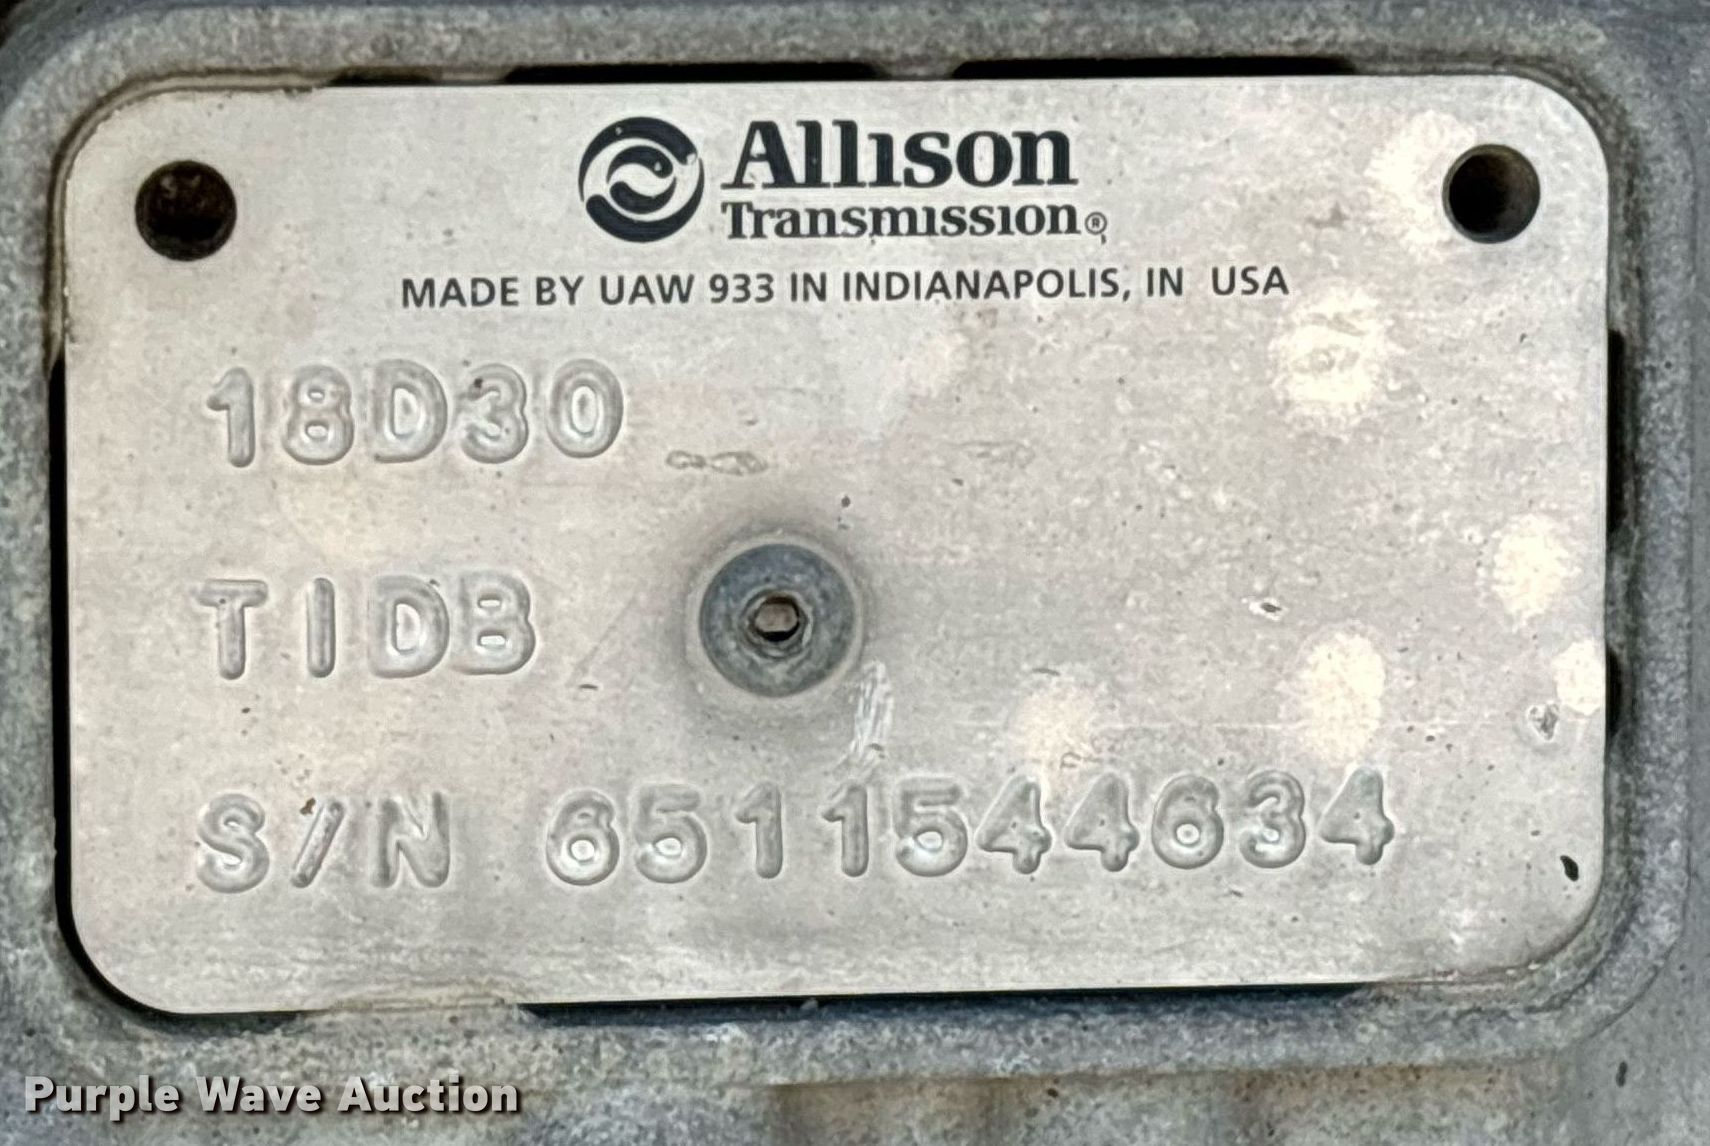 Allison
Transmission®
MADE BY UAW 933 IN INDIANAPOLIS, IN USA
18D30
TIDB
S/N 6511544634
Purple Wave Auction